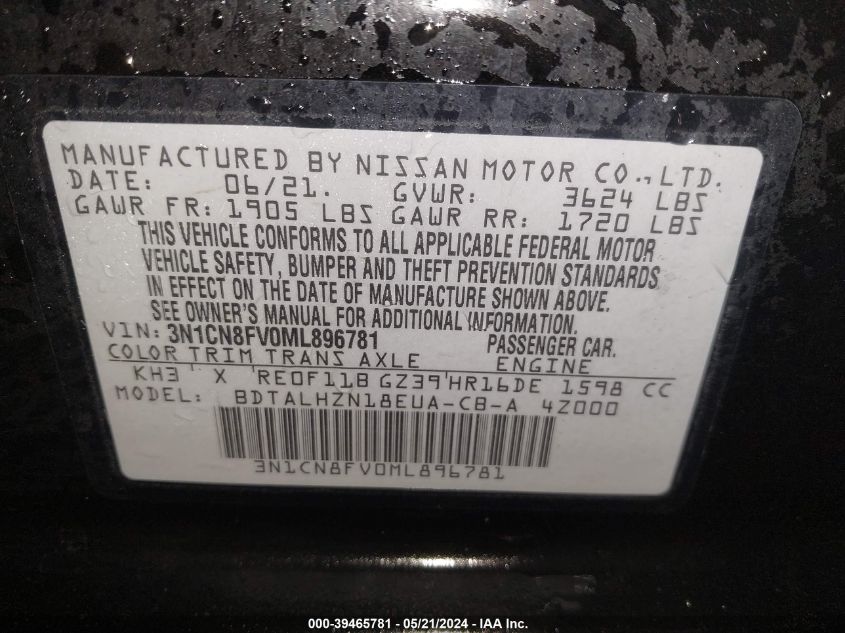 MANUFACTURED BY NISSAN MOTOR CO., LTD.
DATE: 06/21. GVWR: 3624 LBS
GAWR FR: 1905 LBS GAWR RR: 1720 LBS
THIS VEHICLE CONFORMS TO ALL APPLICABLE FEDERAL MOTOR
VEHICLE SAFETY, BUMPER AND THEFT PREVENTION STANDARDS
IN EFFECT ON THE DATE OF MANUFACTURE SHOWN ABOVE.
SEE OWNER'S MANUAL FOR ADDITIONAL INFORMATION.
VIN: 3N1CN8FV0ML896781 PASSENGER CAR.
COLOR TRIM TRANS AXLE ENGINE
KH3 X RE0F11B GZ39 HR16DE 1598 CC
MODEL: BDTALHZN18EUA-CB-A 4Z000
3N1CN8FV0ML896781
000-39465781 - 05/21/2024 - IAA Inc.